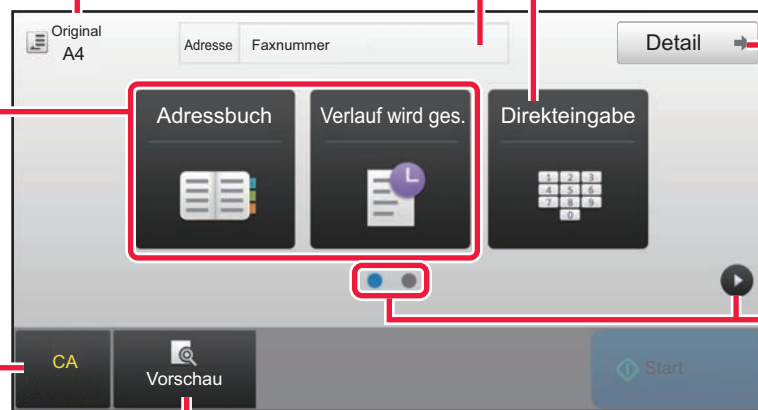 Original
A4
Adresse Faxnummer
Detail
Adressbuch
Verlauf wird ges.
Direkteingabe
1 2 3
4 5 6
7 8 9
0
CA
Vorschau
Start